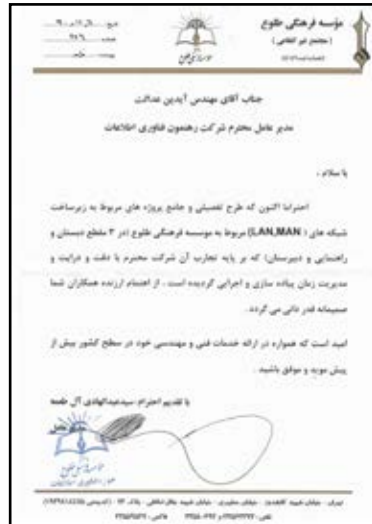 مؤسسه فرهنگی طلوع
( مجتمع غیر انتفاعی )
جناب آقای مهندس آیدین عدالت
مدیر عامل محترم شرکت رهنمون فناوری اطلاعات
با سلام ،
احتراما اکنون که طرح تفصیلی و جامع پروژه های مربوط به زیرساخت
شبکه های ( LAN,MAN) مربوط به موسسه فرهنگی طلوع (در ۳ مقطع دبستان و
راهنمایی و دبیرستان) که بر پایه تجارب آن شرکت محترم با دقت و درایت و
مدیریت زمان پیاده سازی و اجرایی گردیده است ، از اهتمام ارزنده همکاران شما
صمیمانه قدر دانی می گردد.
امید است که همواره در ارائه خدمات فنی و مهندسی خود در سطح کشور بیش از
پیش موید و موفق باشید .
با تقدیم احترام، سیدعبدالهادی آل طعمه
عامل